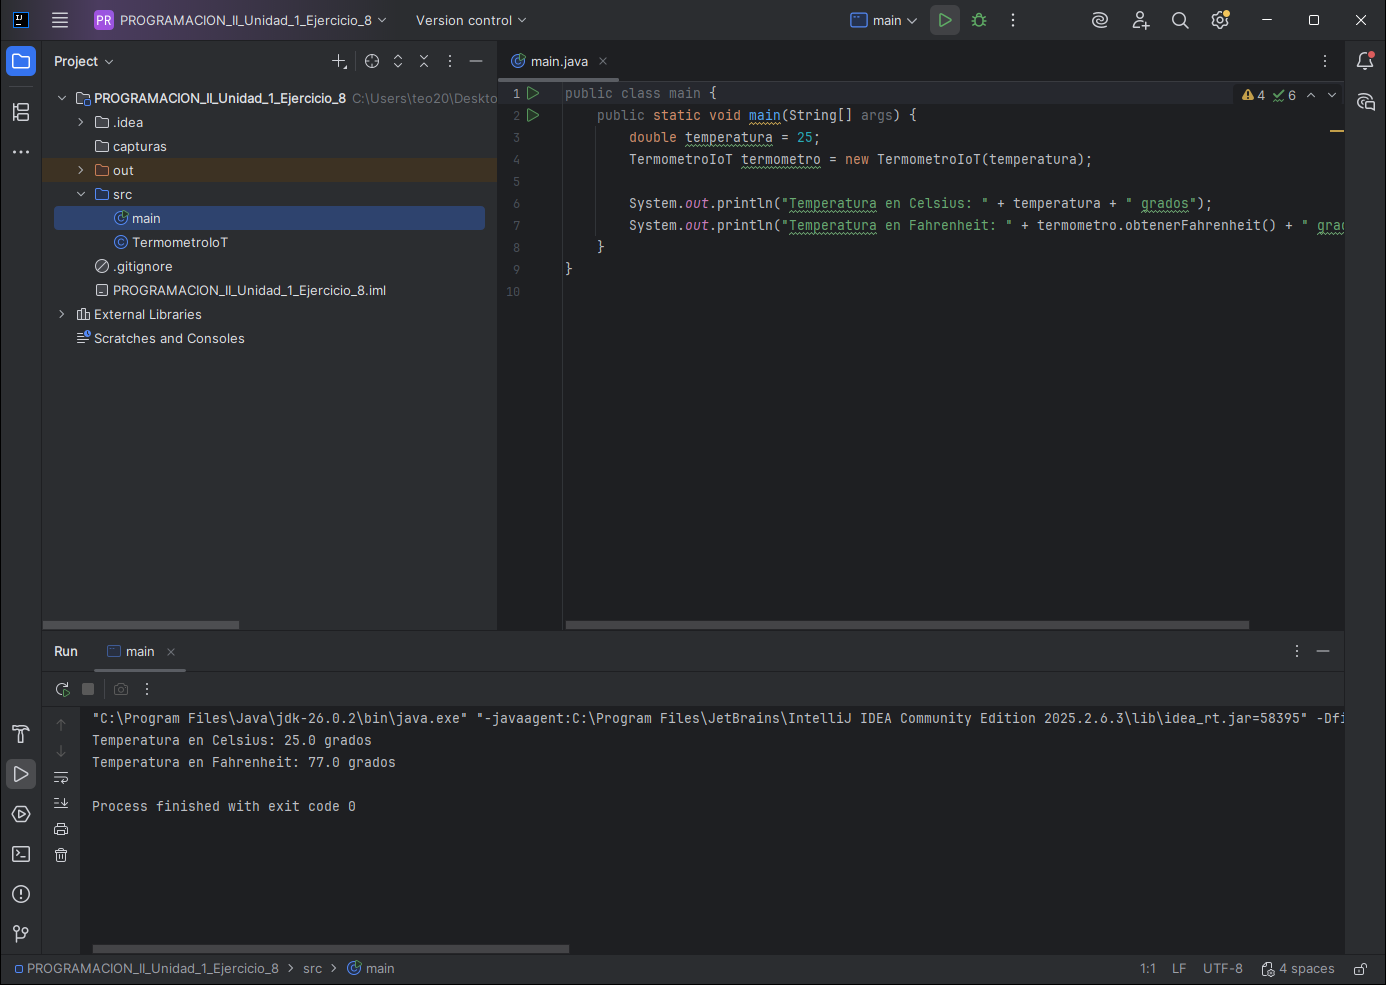 PR PROGRAMACION_II_Unidad_1_Ejercicio_8 Version control main
Project
main.java
PROGRAMACION_II_Unidad_1_Ejercicio_8 C:\Users\teo20\Deskto
.idea
capturas
out
src
main
TermometroIoT
.gitignore
PROGRAMACION_II_Unidad_1_Ejercicio_8.iml
External Libraries
Scratches and Consoles
4 6
1 public class main {
2 public static void main(String[] args) {
3 double temperatura = 25;
4 TermometroIoT termometro = new TermometroIoT(temperatura);
5
6 System.out.println("Temperatura en Celsius: " + temperatura + " grados");
7 System.out.println("Temperatura en Fahrenheit: " + termometro.obtenerFahrenheit() + " grad
8 }
9 }
10
Run main
"C:\Program Files\Java\jdk-26.0.2\bin\java.exe" "-javaagent:C:\Program Files\JetBrains\IntelliJ IDEA Community Edition 2025.2.6.3\lib\idea_rt.jar=58395" -Dfi
Temperatura en Celsius: 25.0 grados
Temperatura en Fahrenheit: 77.0 grados
Process finished with exit code 0
PROGRAMACION_II_Unidad_1_Ejercicio_8 > src > main 1:1 LF UTF-8 4 spaces